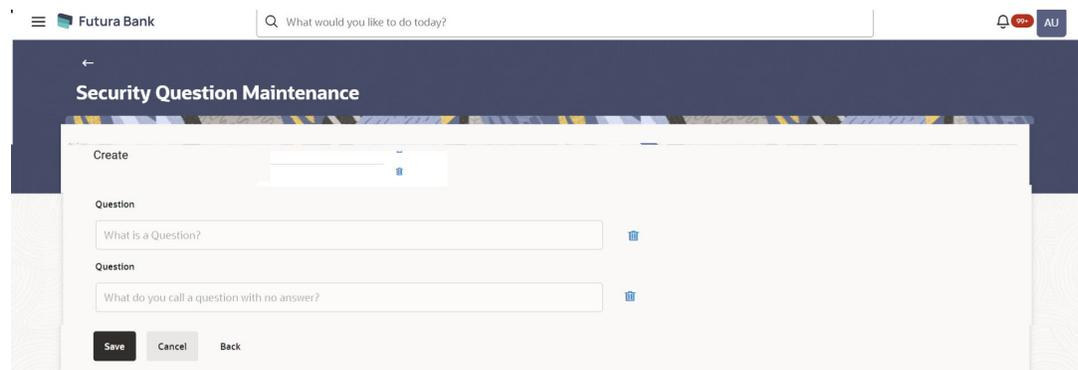 Futura Bank
What would you like to do today?
99+
AU
Security Question Maintenance
Create
Question
What is a Question?
Question
What do you call a question with no answer?
Save
Cancel
Back